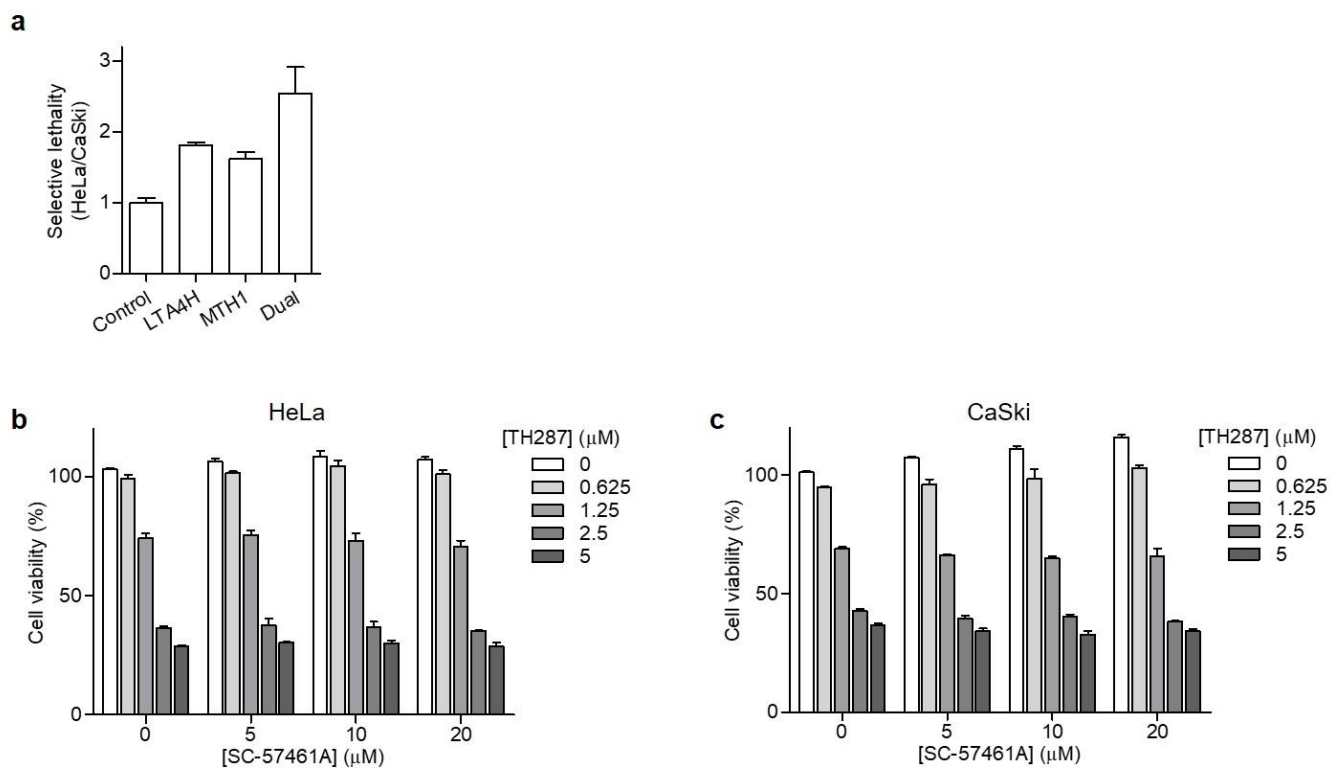 a
Selective lethality
(HeLa/CaSki)
3
2
1
0
Control
LTA4H
MTH1
Dual
b
HeLa
Cell viability (%)
100
50
0
0
5
10
20
[SC-57461A] (μM)
[TH287] (μM)
0
0.625
1.25
2.5
5
c
CaSki
Cell viability (%)
100
50
0
0
5
10
20
[SC-57461A] (μM)
[TH287] (μM)
0
0.625
1.25
2.5
5